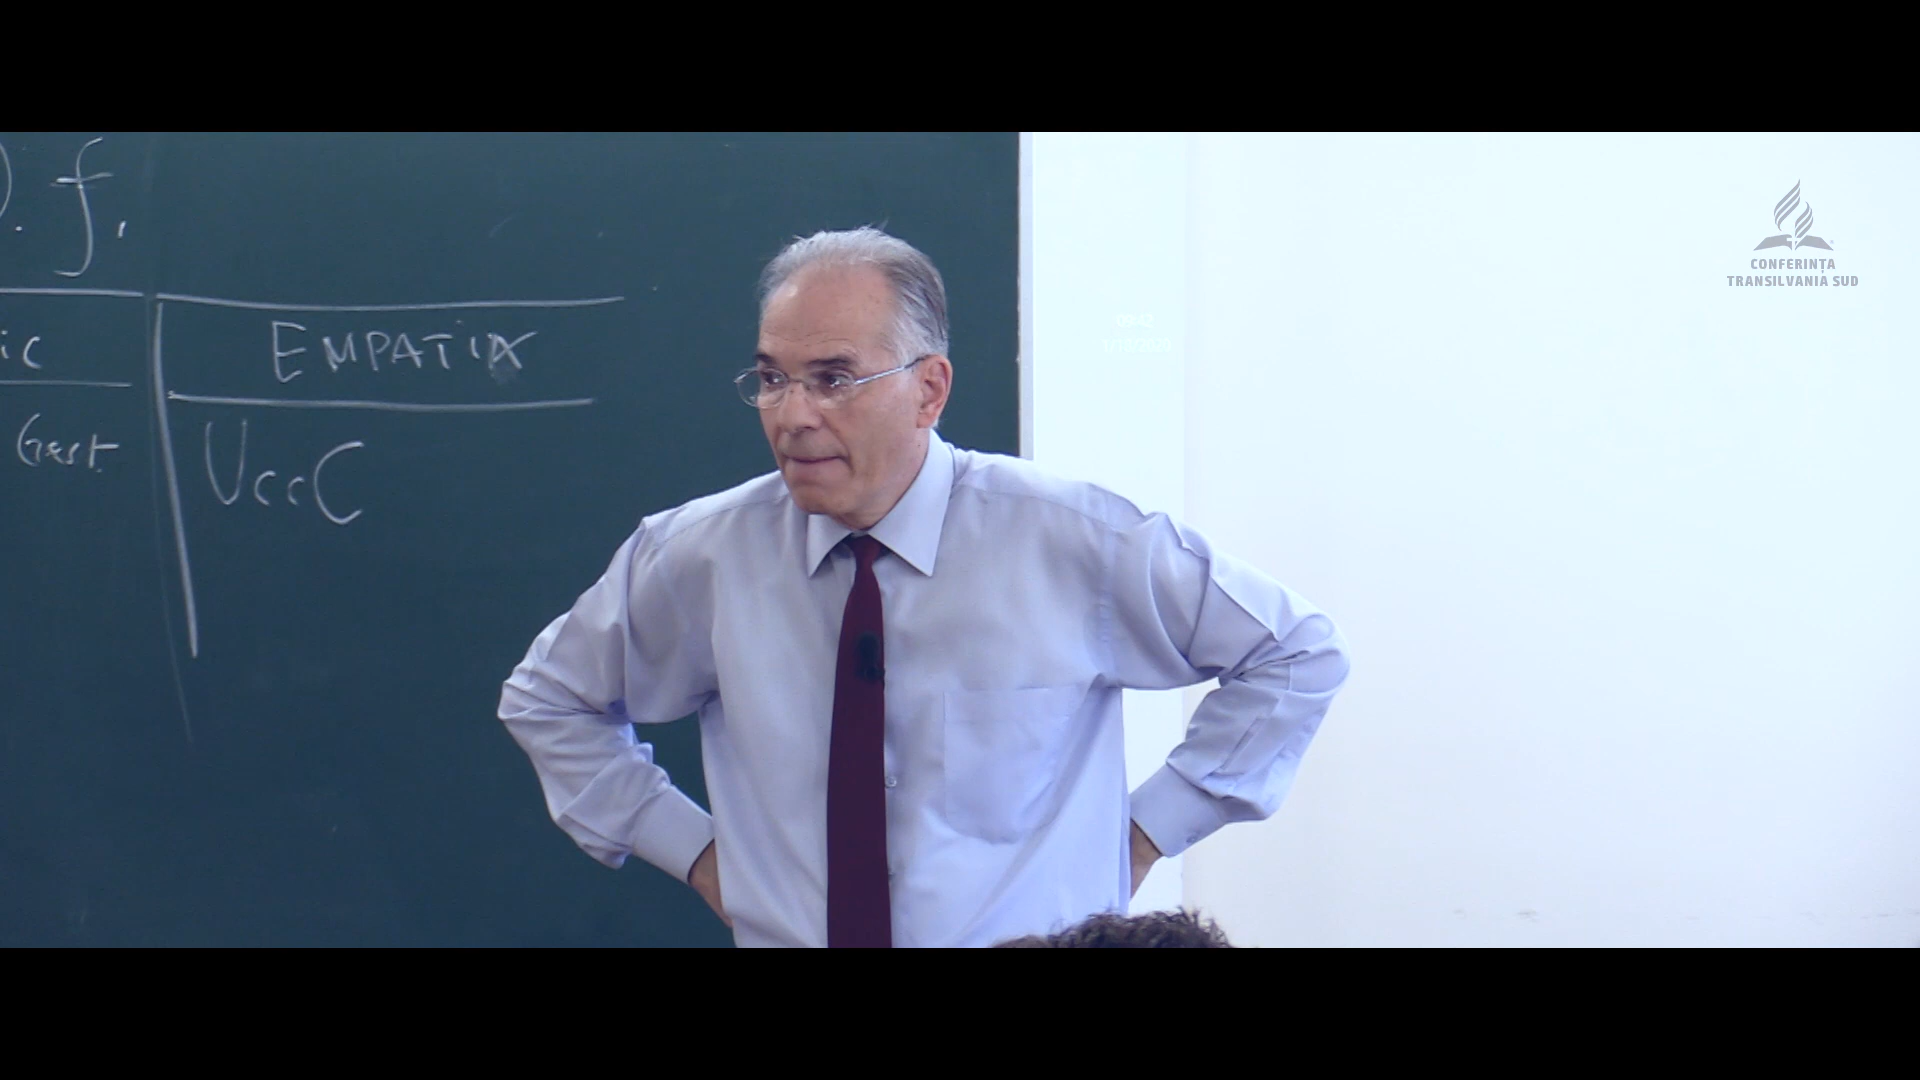 . f.
ic
EMPATiA
Gest.
UccC
CONFERINȚA
TRANSILVANIA SUD